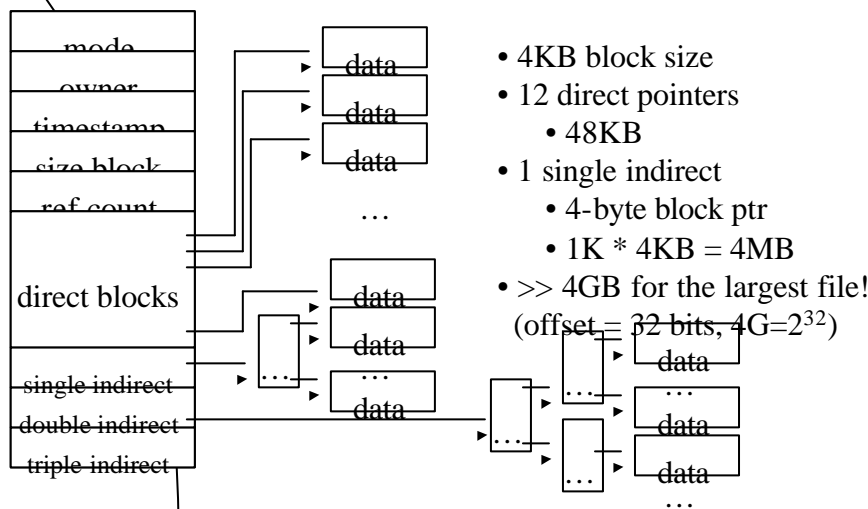 mode
owner
timestamp
size block
ref count
direct blocks
single indirect
double indirect
triple indirect
data
data
data
…
data
data
…
data
…
…
data
…
data
data
…
…
…
…
• 4KB block size
• 12 direct pointers
• 48KB
• 1 single indirect
• 4-byte block ptr
• 1K * 4KB = 4MB
• >> 4GB for the largest file!
(offset = 32 bits, 4G=2³²)